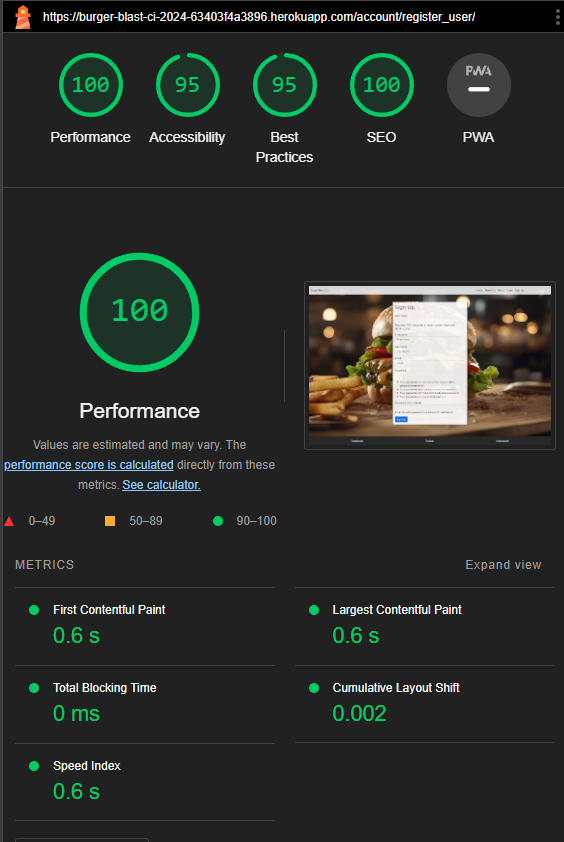 https://burger-blast-ci-2024-63403f4a3896.herokuapp.com/account/register_user/
100
95
95
100
PWA
Performance
Accessibility
Best
Practices
SEO
PWA
100
Performance
Values are estimated and may vary. The
performance score is calculated directly from these
metrics. See calculator.
0–49
50–89
90–100
Sign Up
METRICS
Expand view
First Contentful Paint
0.6 s
Largest Contentful Paint
0.6 s
Total Blocking Time
0 ms
Cumulative Layout Shift
0.002
Speed Index
0.6 s